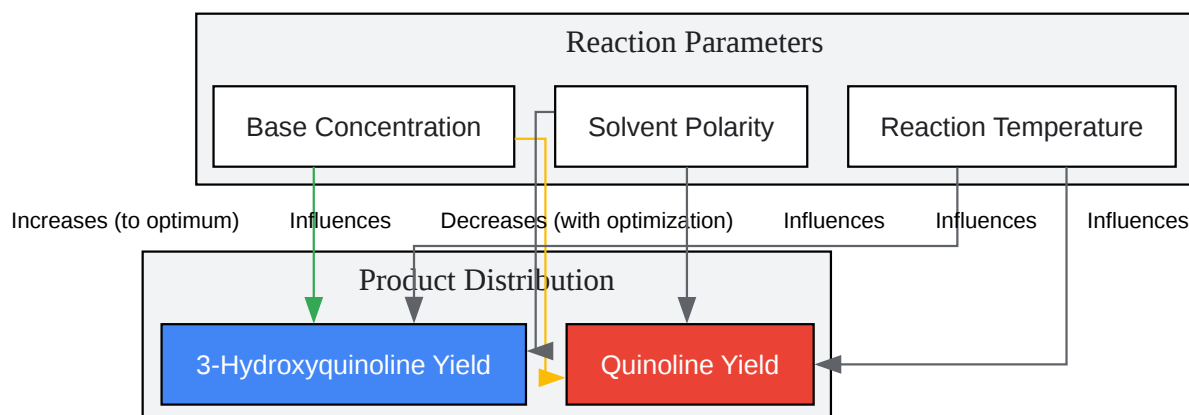 Reaction Parameters
Base Concentration
Solvent Polarity
Reaction Temperature
Increases (to optimum)
Influences
Decreases (with optimization)
Influences
Influences
Influences
Product Distribution
3-Hydroxyquinoline Yield
Quinoline Yield